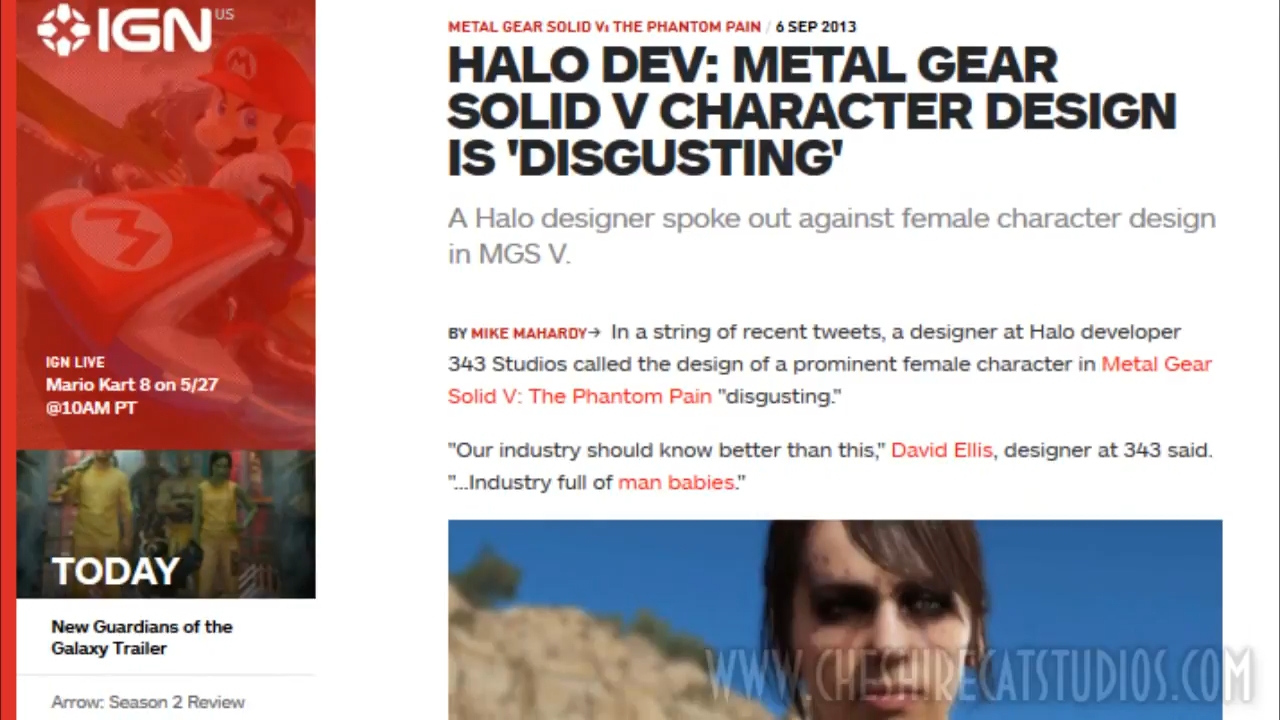 IGN US
IGN LIVE
Mario Kart 8 on 5/27
@10AM PT
TODAY
New Guardians of the
Galaxy Trailer
Arrow: Season 2 Review
METAL GEAR SOLID V: THE PHANTOM PAIN / 6 SEP 2013
HALO DEV: METAL GEAR
SOLID V CHARACTER DESIGN
IS 'DISGUSTING'
A Halo designer spoke out against female character design
in MGS V.
BY MIKE MAHARDY→ In a string of recent tweets, a designer at Halo developer
343 Studios called the design of a prominent female character in Metal Gear
Solid V: The Phantom Pain "disgusting."
"Our industry should know better than this," David Ellis, designer at 343 said.
"...Industry full of man babies."
WWW.CHESHIRECATSTUDIOS.COM